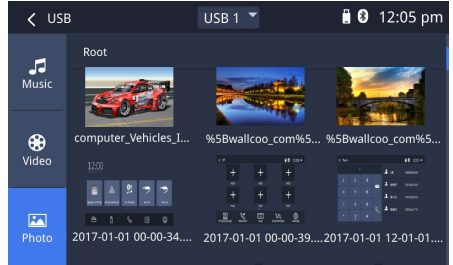 USB
USB 1
12:05 pm
Root
Music
Video
Photo
computer_Vehicles_I...
%5Bwallcoo_com%5...
%5Bwallcoo_com%5...
12:00
2017-01-01 00-00-34....
2017-01-01 00-00-39....
2017-01-01 12-01-01....